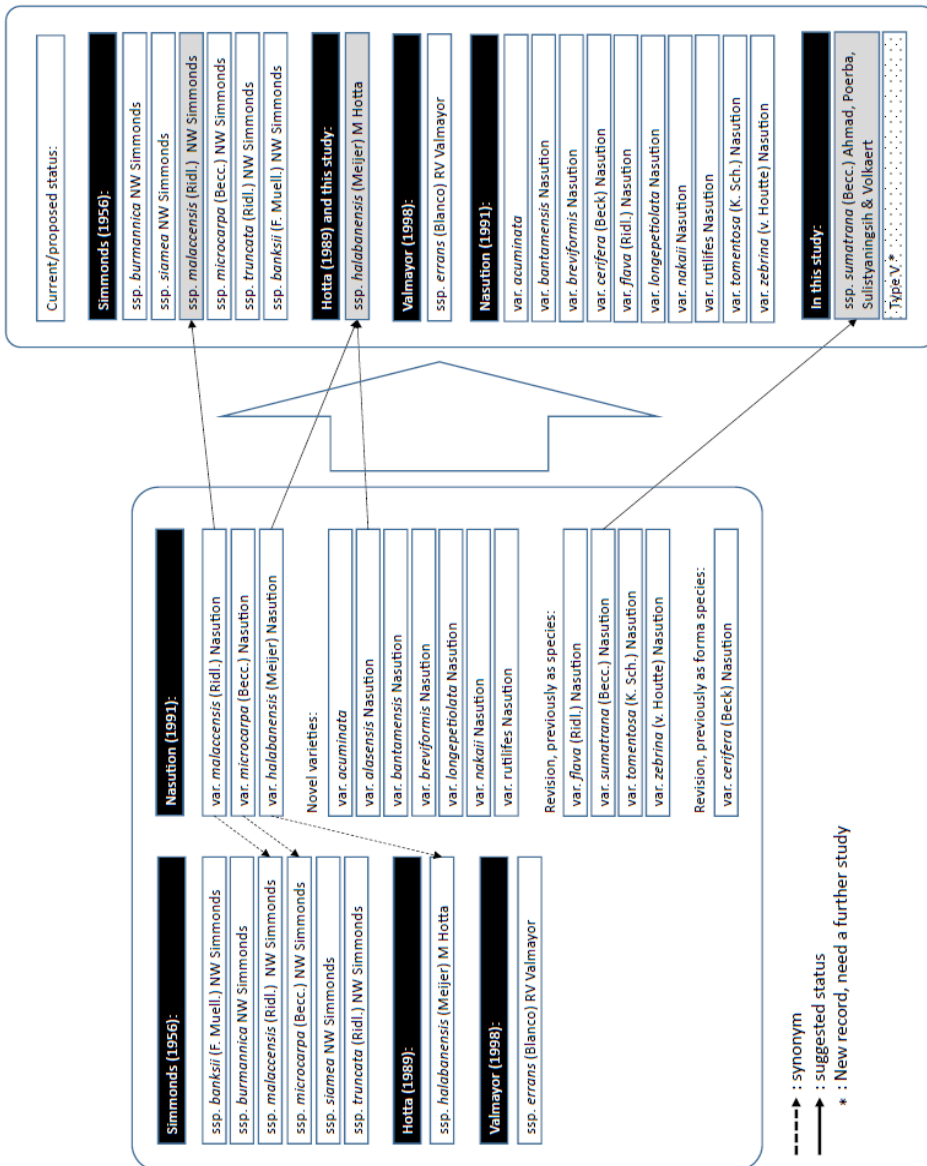 Simmonds (1956):
ssp. banksii (F. Muell.) NW Simmonds
ssp. burmannica NW Simmonds
ssp. malaccensis (Ridl.) NW Simmonds
ssp. microcarpa (Becc.) NW Simmonds
ssp. siamea NW Simmonds
ssp. truncata (Ridl.) NW Simmonds
Hotta (1989):
ssp. halabanensis (Meijer) M Hotta
Valmayor (1998):
ssp. errans (Blanco) RV Valmayor
Nasution (1991):
var. malaccensis (Ridl.) Nasution
var. microcarpa (Becc.) Nasution
var. halabanensis (Meijer) Nasution
Novel varieties:
var. acuminata
var. alasensis Nasution
var. bantamensis Nasution
var. breviformis Nasution
var. longepetiolata Nasution
var. nakaii Nasution
var. rutilifes Nasution
Revision, previously as species:
var. flava (Ridl.) Nasution
var. sumatrana (Becc.) Nasution
var. tomentosa (K. Sch.) Nasution
var. zebrina (v. Houtte) Nasution
Revision, previously as forma species:
var. cerifera (Beck) Nasution
Current/proposed status:
Simmonds (1956):
ssp. burmannica NW Simmonds
ssp. siamea NW Simmonds
ssp. malaccensis (Ridl.) NW Simmonds
ssp. microcarpa (Becc.) NW Simmonds
ssp. truncata (Ridl.) NW Simmonds
ssp. banksii (F. Muell.) NW Simmonds
Hotta (1989) and this study:
ssp. halabanensis (Meijer) M Hotta
Valmayor (1998):
ssp. errans (Blanco) RV Valmayor
Nasution (1991):
var. acuminata
var. bantamensis Nasution
var. breviformis Nasution
var. cerifera (Beck) Nasution
var. flava (Ridl.) Nasution
var. longepetiolata Nasution
var. nakaii Nasution
var. rutilifes Nasution
var. tomentosa (K. Sch.) Nasution
var. zebrina (v. Houtte) Nasution
In this study:
ssp. sumatrana (Becc.) Ahmad, Poerba,
Sulistyaningsih & Volkaert
Type V *
: synonym
: suggested status
* : New record, need a further study